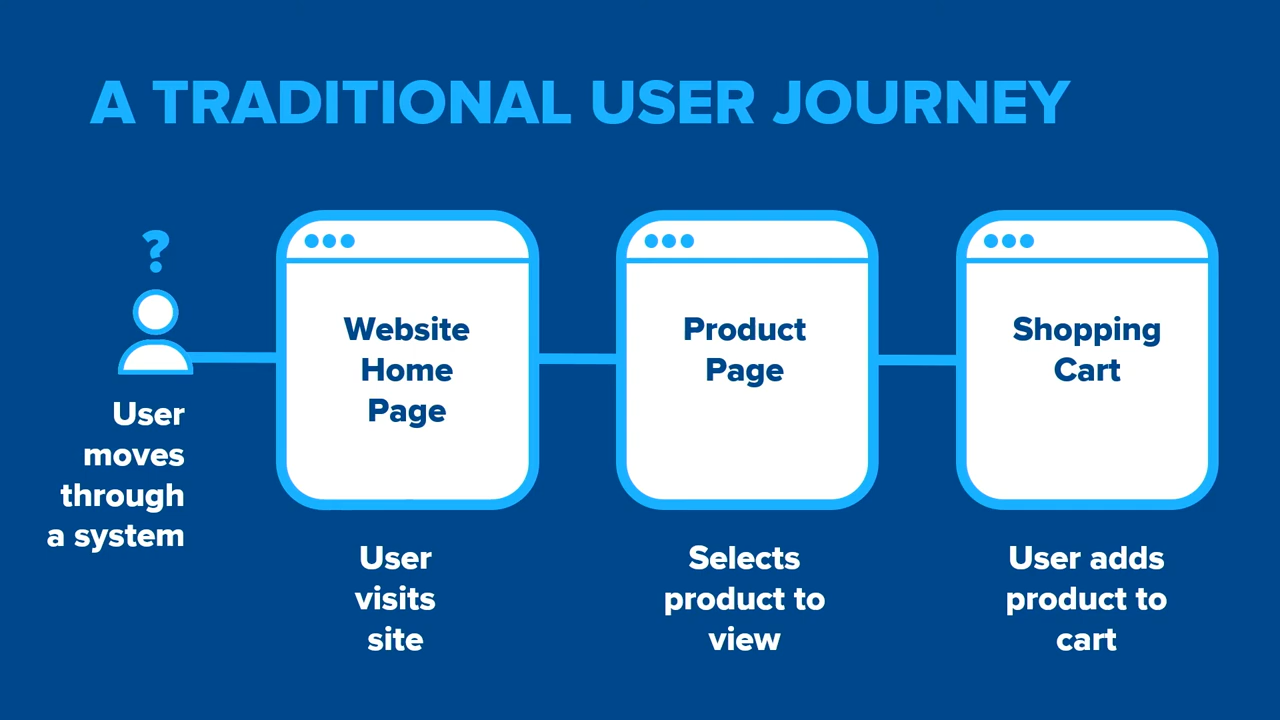 A TRADITIONAL USER JOURNEY
?
User
moves
through
a system
Website
Home
Page
User
visits
site
Product
Page
Selects
product to
view
Shopping
Cart
User adds
product to
cart